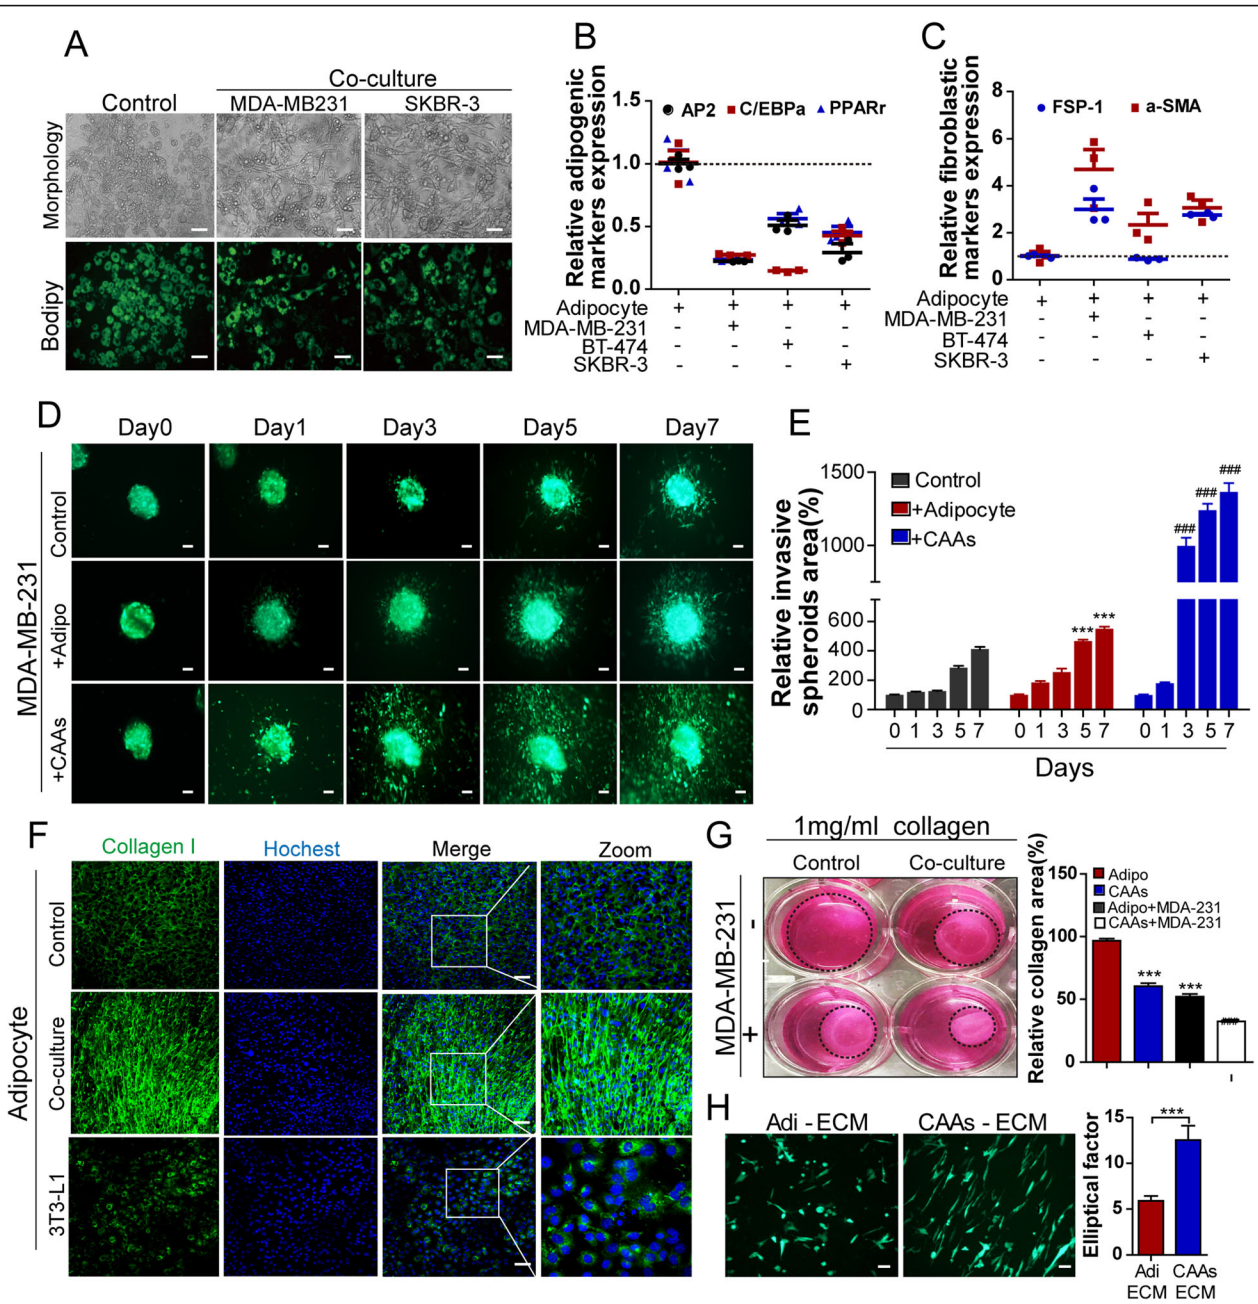 A
Co-culture
Control MDA-MB231 SKBR-3
Morphology
Bodipy
B
Relative adipogenic
markers expression
1.5
1.0
0.5
0.0
AP2 C/EBPa PPARr
Adipocyte + + + +
MDA-MB-231 - + - -
BT-474 - - + -
SKBR-3 - - - +
C
Relative fibroblastic
markers expression
8
6
4
2
0
FSP-1 a-SMA
Adipocyte + + + +
MDA-MB-231 - + - -
BT-474 - - + -
SKBR-3 - - - +
D
Day0 Day1 Day3 Day5 Day7
MDA-MB-231
Control
+Adipo
+CAAs
E
Relative invasive
spheroids area(%)
1500
1000
600
400
200
0
Control
+Adipocyte
+CAAs
*** ***
### ### ###
0 1 3 5 7 0 1 3 5 7 0 1 3 5 7
Days
F
Collagen I Hochest Merge Zoom
Adipocyte
Control
Co-culture
3T3-L1
G
1mg/ml collagen
Control Co-culture
MDA-MB-231
-
+
Relative collagen area(%)
150
100
50
0
Adipo
CAAs
Adipo+MDA-231
CAAs+MDA-231
*** *** ###
H
Adi - ECM CAAs - ECM
Elliptical factor
15
10
5
0
***
Adi CAAs
ECM ECM